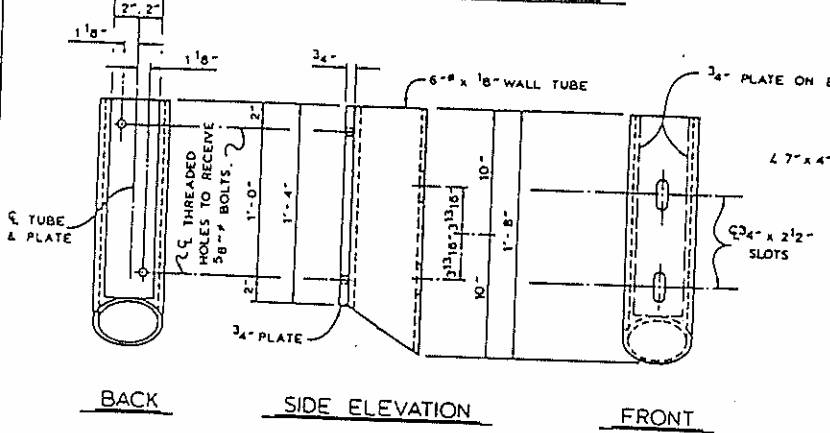 2" 2"
1 1/8"
1 1/8"
3/4"
6"ø x 1/8" WALL TUBE
3/4" PLATE ON
∠ 7" x 4"
2"
1'-0"
2"
1'-4"
℄ THREADED
HOLES TO RECEIVE
5/8"ø BOLTS.
℄ TUBE
& PLATE
3/4" PLATE
3 13/16"
3 13/16"
10"
10"
1'-8"
℄ 3/4" x 2 1/2"
SLOTS
BACK
SIDE ELEVATION
FRONT